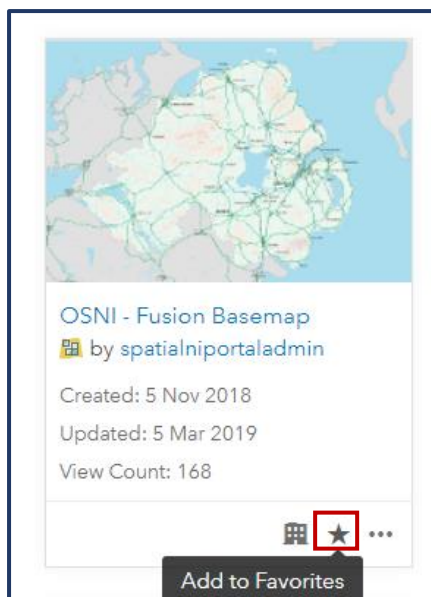 OSNI - Fusion Basemap
by spatialniportaladmin
Created: 5 Nov 2018
Updated: 5 Mar 2019
View Count: 168
Add to Favorites